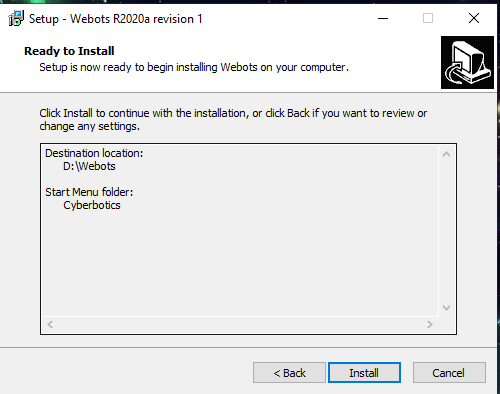 Setup - Webots R2020a revision 1
Ready to Install
Setup is now ready to begin installing Webots on your computer.
Click Install to continue with the installation, or click Back if you want to review or
change any settings.
Destination location:
D:\Webots
Start Menu folder:
Cyberbotics
< Back
Install
Cancel